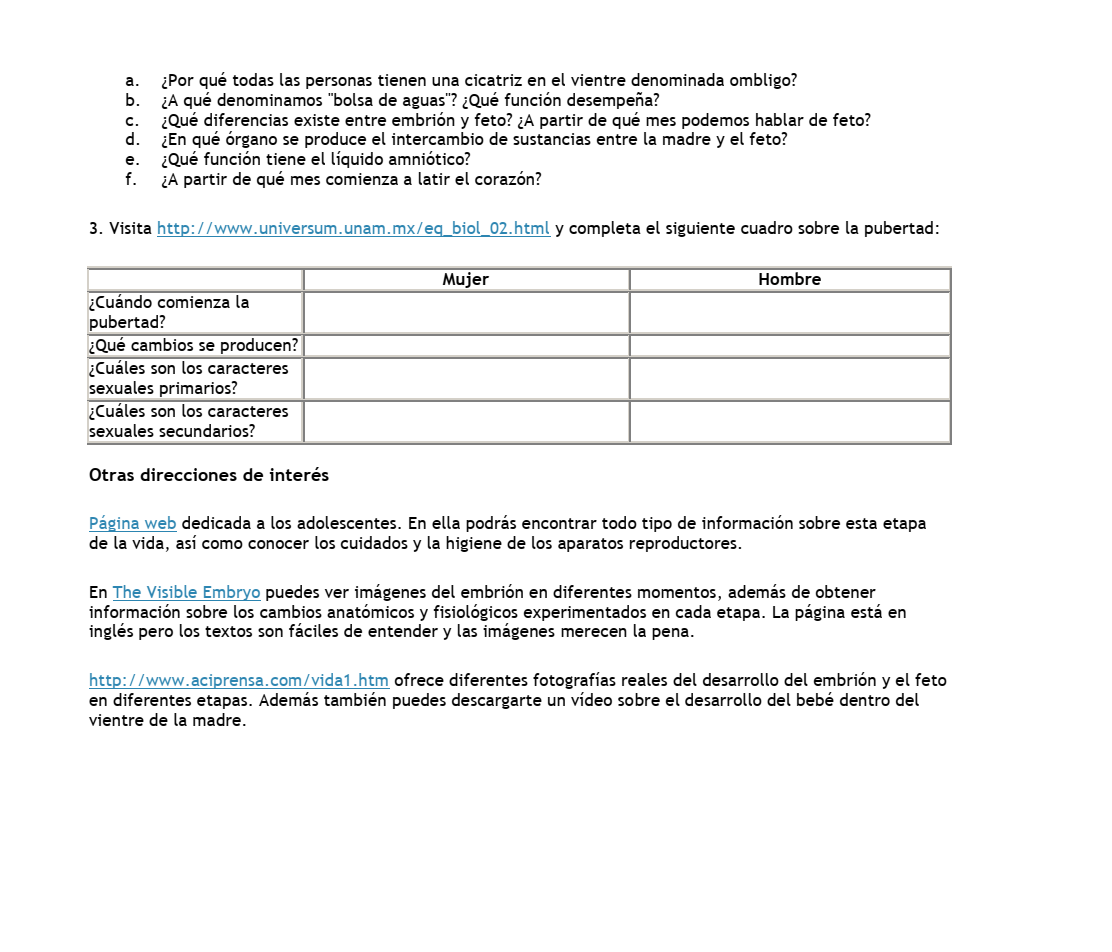 a. ¿Por qué todas las personas tienen una cicatriz en el vientre denominada ombligo?
b. ¿A qué denominamos "bolsa de aguas"? ¿Qué función desempeña?
c. ¿Qué diferencias existe entre embrión y feto? ¿A partir de qué mes podemos hablar de feto?
d. ¿En qué órgano se produce el intercambio de sustancias entre la madre y el feto?
e. ¿Qué función tiene el líquido amniótico?
f. ¿A partir de qué mes comienza a latir el corazón?
3. Visita http://www.universum.unam.mx/eq_biol_02.html y completa el siguiente cuadro sobre la pubertad:
Mujer Hombre
¿Cuándo comienza la
pubertad?
¿Qué cambios se producen?
¿Cuáles son los caracteres
sexuales primarios?
¿Cuáles son los caracteres
sexuales secundarios?
Otras direcciones de interés
Página web dedicada a los adolescentes. En ella podrás encontrar todo tipo de información sobre esta etapa
de la vida, así como conocer los cuidados y la higiene de los aparatos reproductores.
En The Visible Embryo puedes ver imágenes del embrión en diferentes momentos, además de obtener
información sobre los cambios anatómicos y fisiológicos experimentados en cada etapa. La página está en
inglés pero los textos son fáciles de entender y las imágenes merecen la pena.
http://www.aciprensa.com/vida1.htm ofrece diferentes fotografías reales del desarrollo del embrión y el feto
en diferentes etapas. Además también puedes descargarte un vídeo sobre el desarrollo del bebé dentro del
vientre de la madre.